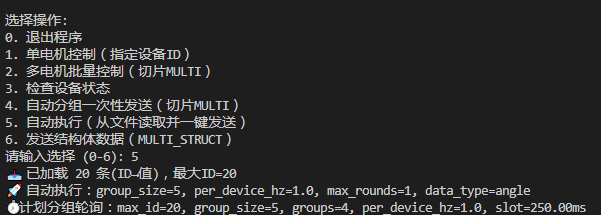 选择操作:
0. 退出程序
1. 单电机控制（指定设备ID）
2. 多电机批量控制（切片MULTI）
3. 检查设备状态
4. 自动分组一次性发送（切片MULTI）
5. 自动执行（从文件读取并一键发送）
6. 发送结构体数据（MULTI_STRUCT）
请输入选择 (0-6): 5
📥 已加载 20 条(ID→值)，最大ID=20
🚀 自动执行：group_size=5, per_device_hz=1.0, max_rounds=1, data_type=angle
⏱计划分组轮询：max_id=20, group_size=5, groups=4, per_device_hz=1.0, slot=250.00ms